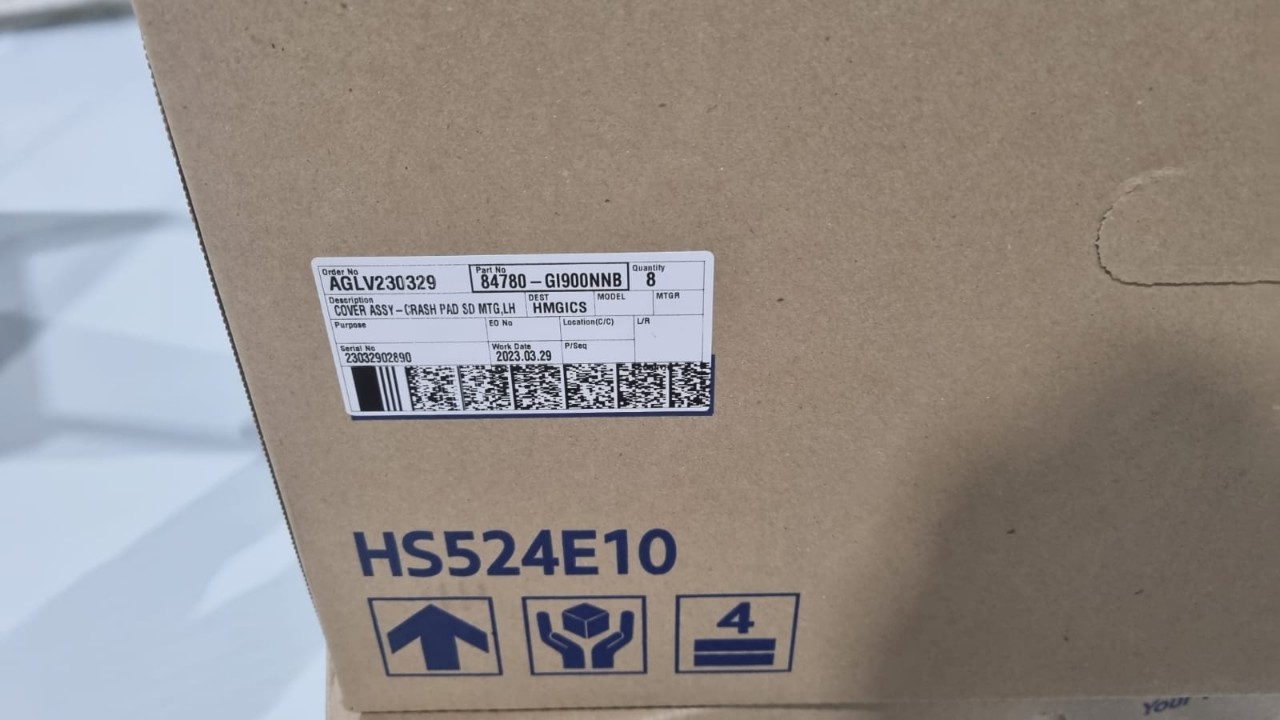 Order No
AGLV230329
Part No
84780-GI900NNB
Quantity
8
Description
COVER ASSY-CRASH PAD SD MTG,LH
DEST
HMGICS
MODEL
MTGR
Purpose
EO No
Location(C/C)
L/R
Serial No
23032902890
Work Date
2023.03.29
P/Seq
HS524E10
4
Your